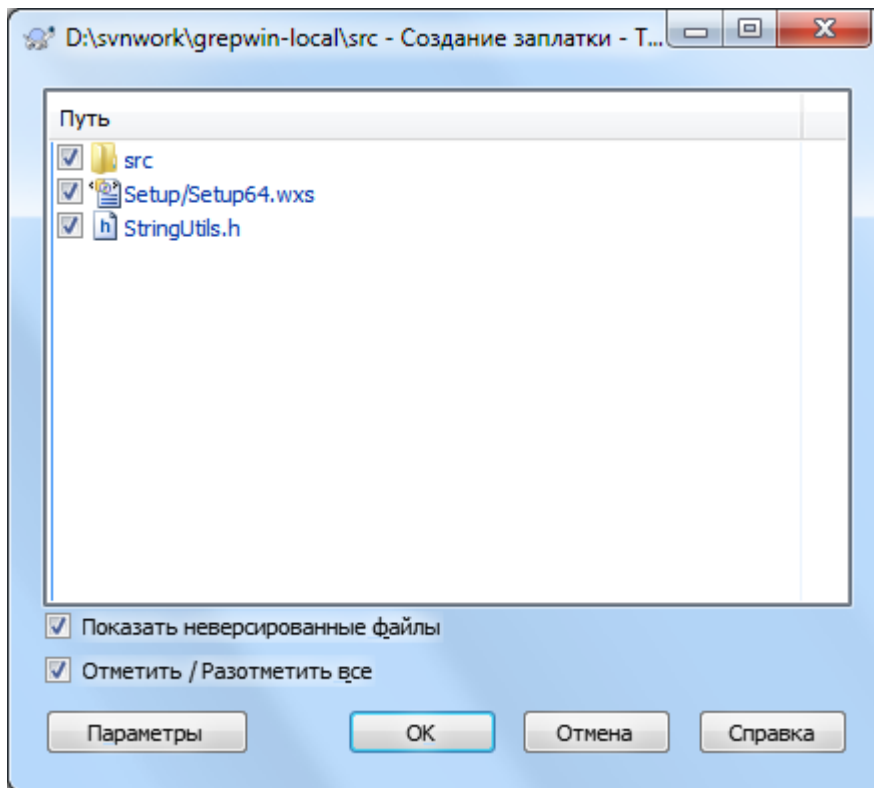 D:\svnwork\grepwin-local\src - Создание заплатки - T...
Путь
src
Setup/Setup64.wxs
StringUtils.h
Показать неверсированные файлы
Отметить / Разотметить все
Параметры
OK
Отмена
Справка